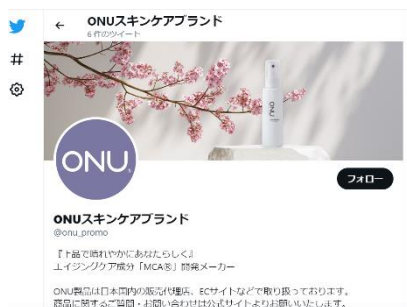 ONUスキンケアブランド
6 件のツイート
ONU
ONU
フォロー
ONUスキンケアブランド
@onu_promo
『上品で晴れやかにあなたらしく』
エイジングケア成分「MCA®」開発メーカー
ONU製品は日本国内の販売代理店、ECサイトなどで取り扱っております。
商品に関するご質問・お問い合わせは公式サイトよりお願いいたします。